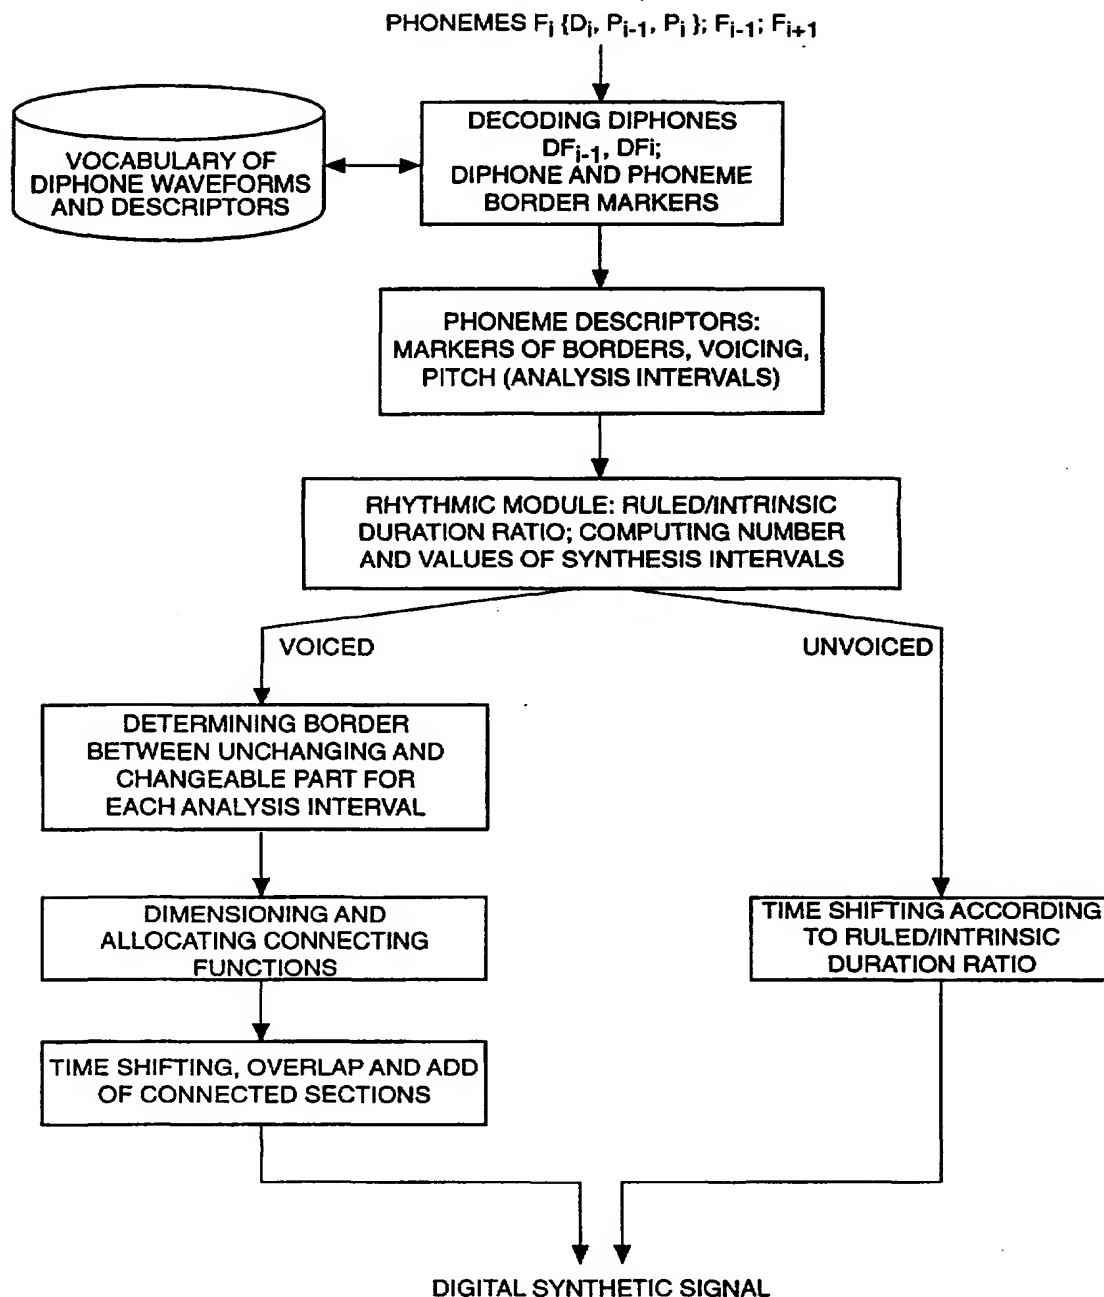 PHONEMES Fi {Di, Pi-1, Pi }; Fi-1; Fi+1
DECODING DIPHONES
DFi-1, DFi;
DIPHONE AND PHONEME
BORDER MARKERS
VOCABULARY OF
DIPHONE WAVEFORMS
AND DESCRIPTORS
PHONEME DESCRIPTORS:
MARKERS OF BORDERS, VOICING,
PITCH (ANALYSIS INTERVALS)
RHYTHMIC MODULE: RULED/INTRINSIC
DURATION RATIO; COMPUTING NUMBER
AND VALUES OF SYNTHESIS INTERVALS
VOICED
UNVOICED
DETERMINING BORDER
BETWEEN UNCHANGING AND
CHANGEABLE PART FOR
EACH ANALYSIS INTERVAL
DIMENSIONING AND
ALLOCATING CONNECTING
FUNCTIONS
TIME SHIFTING ACCORDING
TO RULED/INTRINSIC
DURATION RATIO
TIME SHIFTING, OVERLAP AND ADD
OF CONNECTED SECTIONS
DIGITAL SYNTHETIC SIGNAL